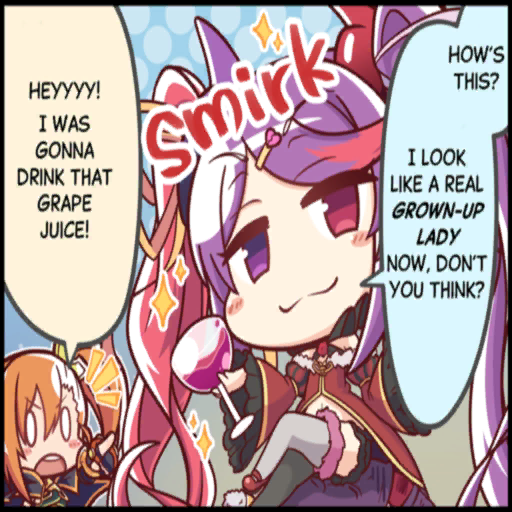 HEYYYY!
I WAS
GONNA
DRINK THAT
GRAPE
JUICE!
Smirk
HOW'S
THIS?
I LOOK
LIKE A REAL
GROWN-UP
LADY
NOW, DON'T
YOU THINK?